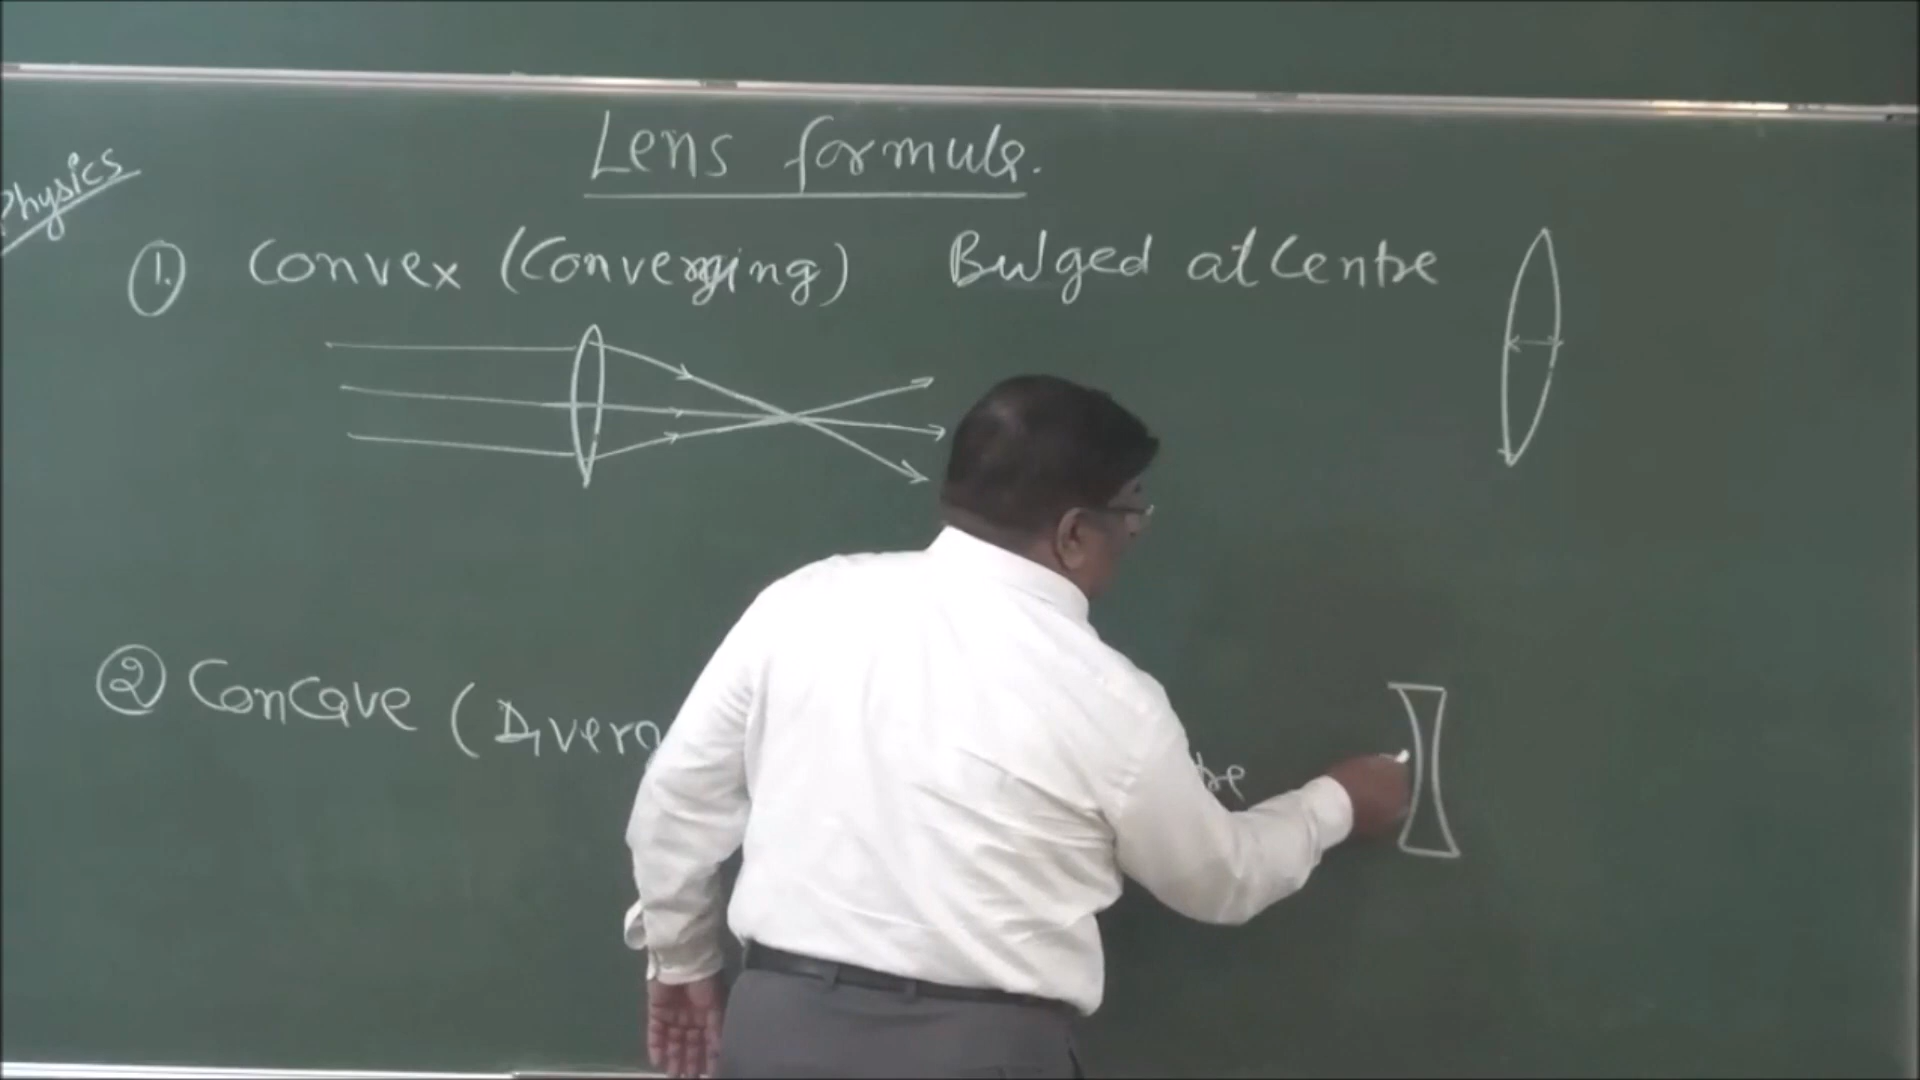 Lens formula.
Physics
1. Convex (Converging) Bulged at Centre
2 Concave (Diverg